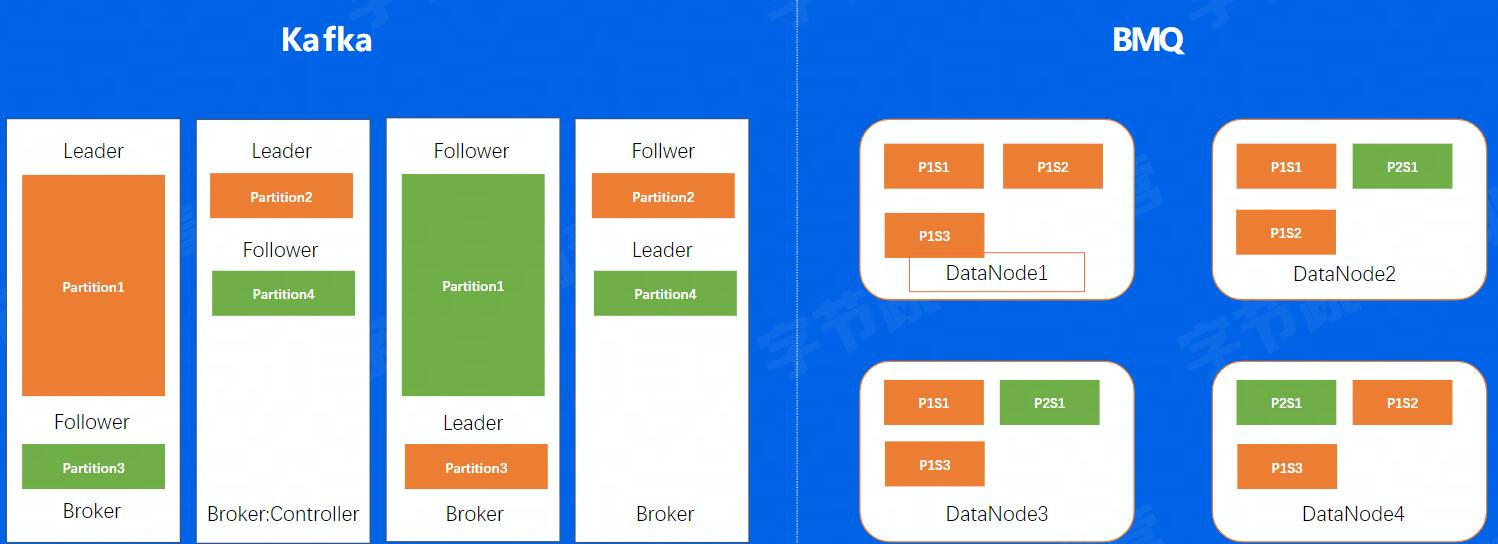 Kafka
Leader
Partition1
Follower
Partition3
Broker
Leader
Partition2
Follower
Partition4
Broker:Controller
Follower
Partition1
Leader
Partition3
Broker
Follwer
Partition2
Leader
Partition4
Broker
BMQ
P1S1 P1S2
P1S3
DataNode1
P1S1 P2S1
P1S2
DataNode2
P1S1 P2S1
P1S3
DataNode3
P2S1 P1S2
P1S3
DataNode4